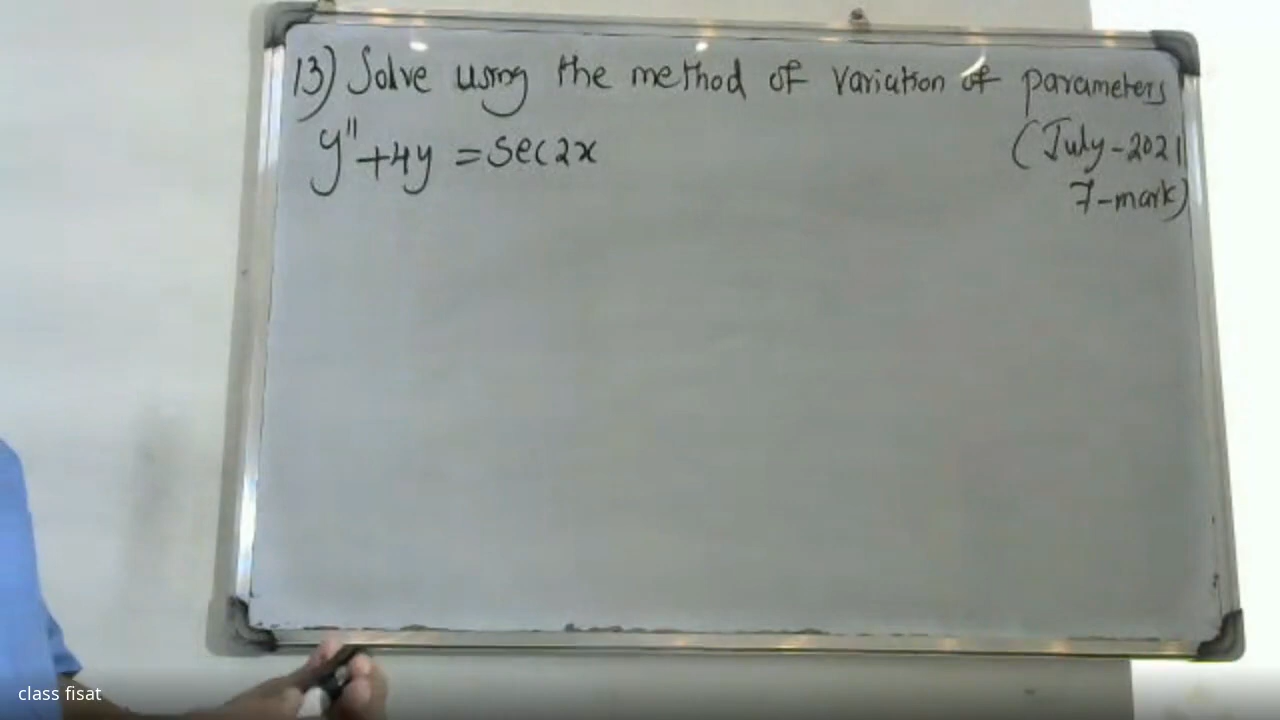 13) Solve using the method of variation of parameters
y"+4y = sec2x
(July-2021
7-mark)
class fisat